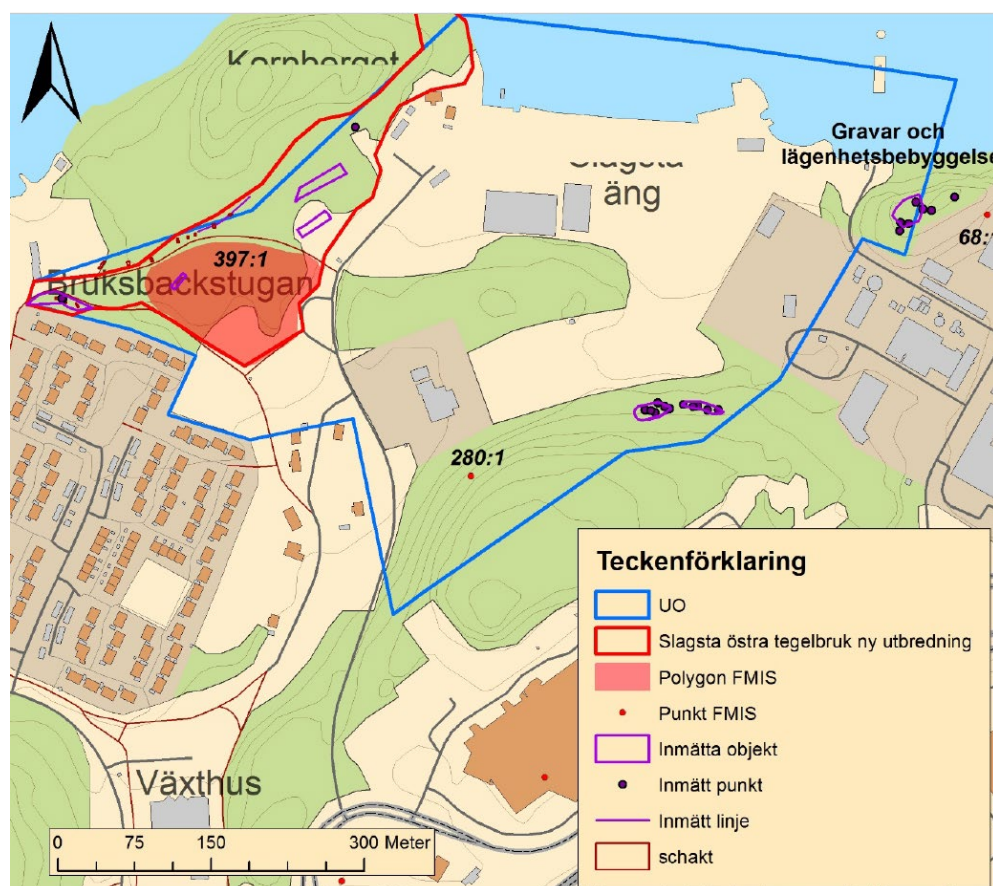 Kornberget
Gravar och
lägenhetsbebyggelse
Slagsta
äng
68:
397:1
Bruksbackstugan
280:1
Teckenförklaring
UO
Slagsta östra tegelbruk ny utbredning
Polygon FMIS
Punkt FMIS
Inmätta objekt
Inmätt punkt
Inmätt linje
schakt
Växthus
0 75 150 300 Meter